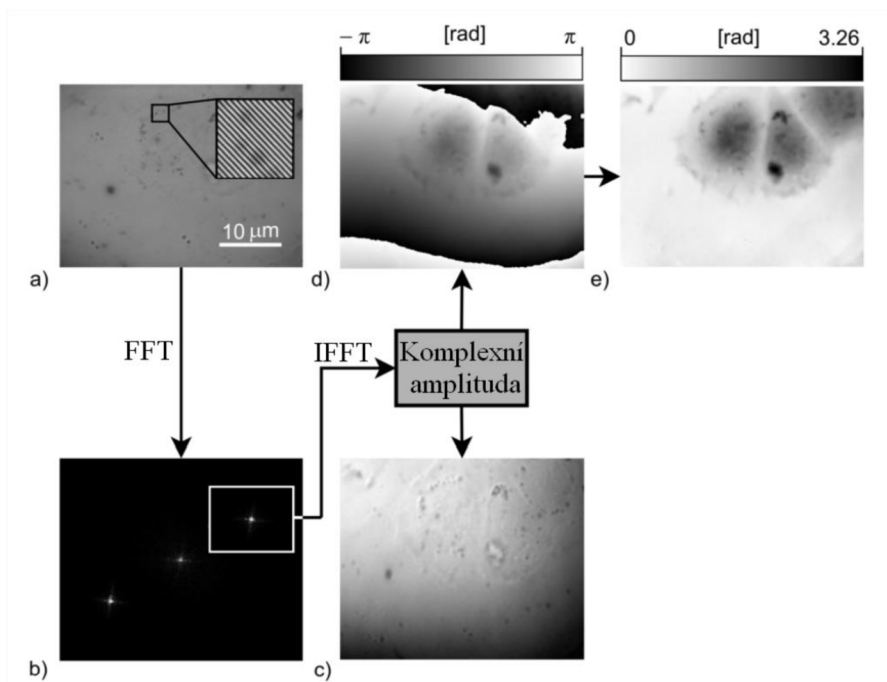 − π [rad] π
0 [rad] 3.26
10 μm
a)
d)
e)
FFT
IFFT
Komplexní
amplituda
b)
c)